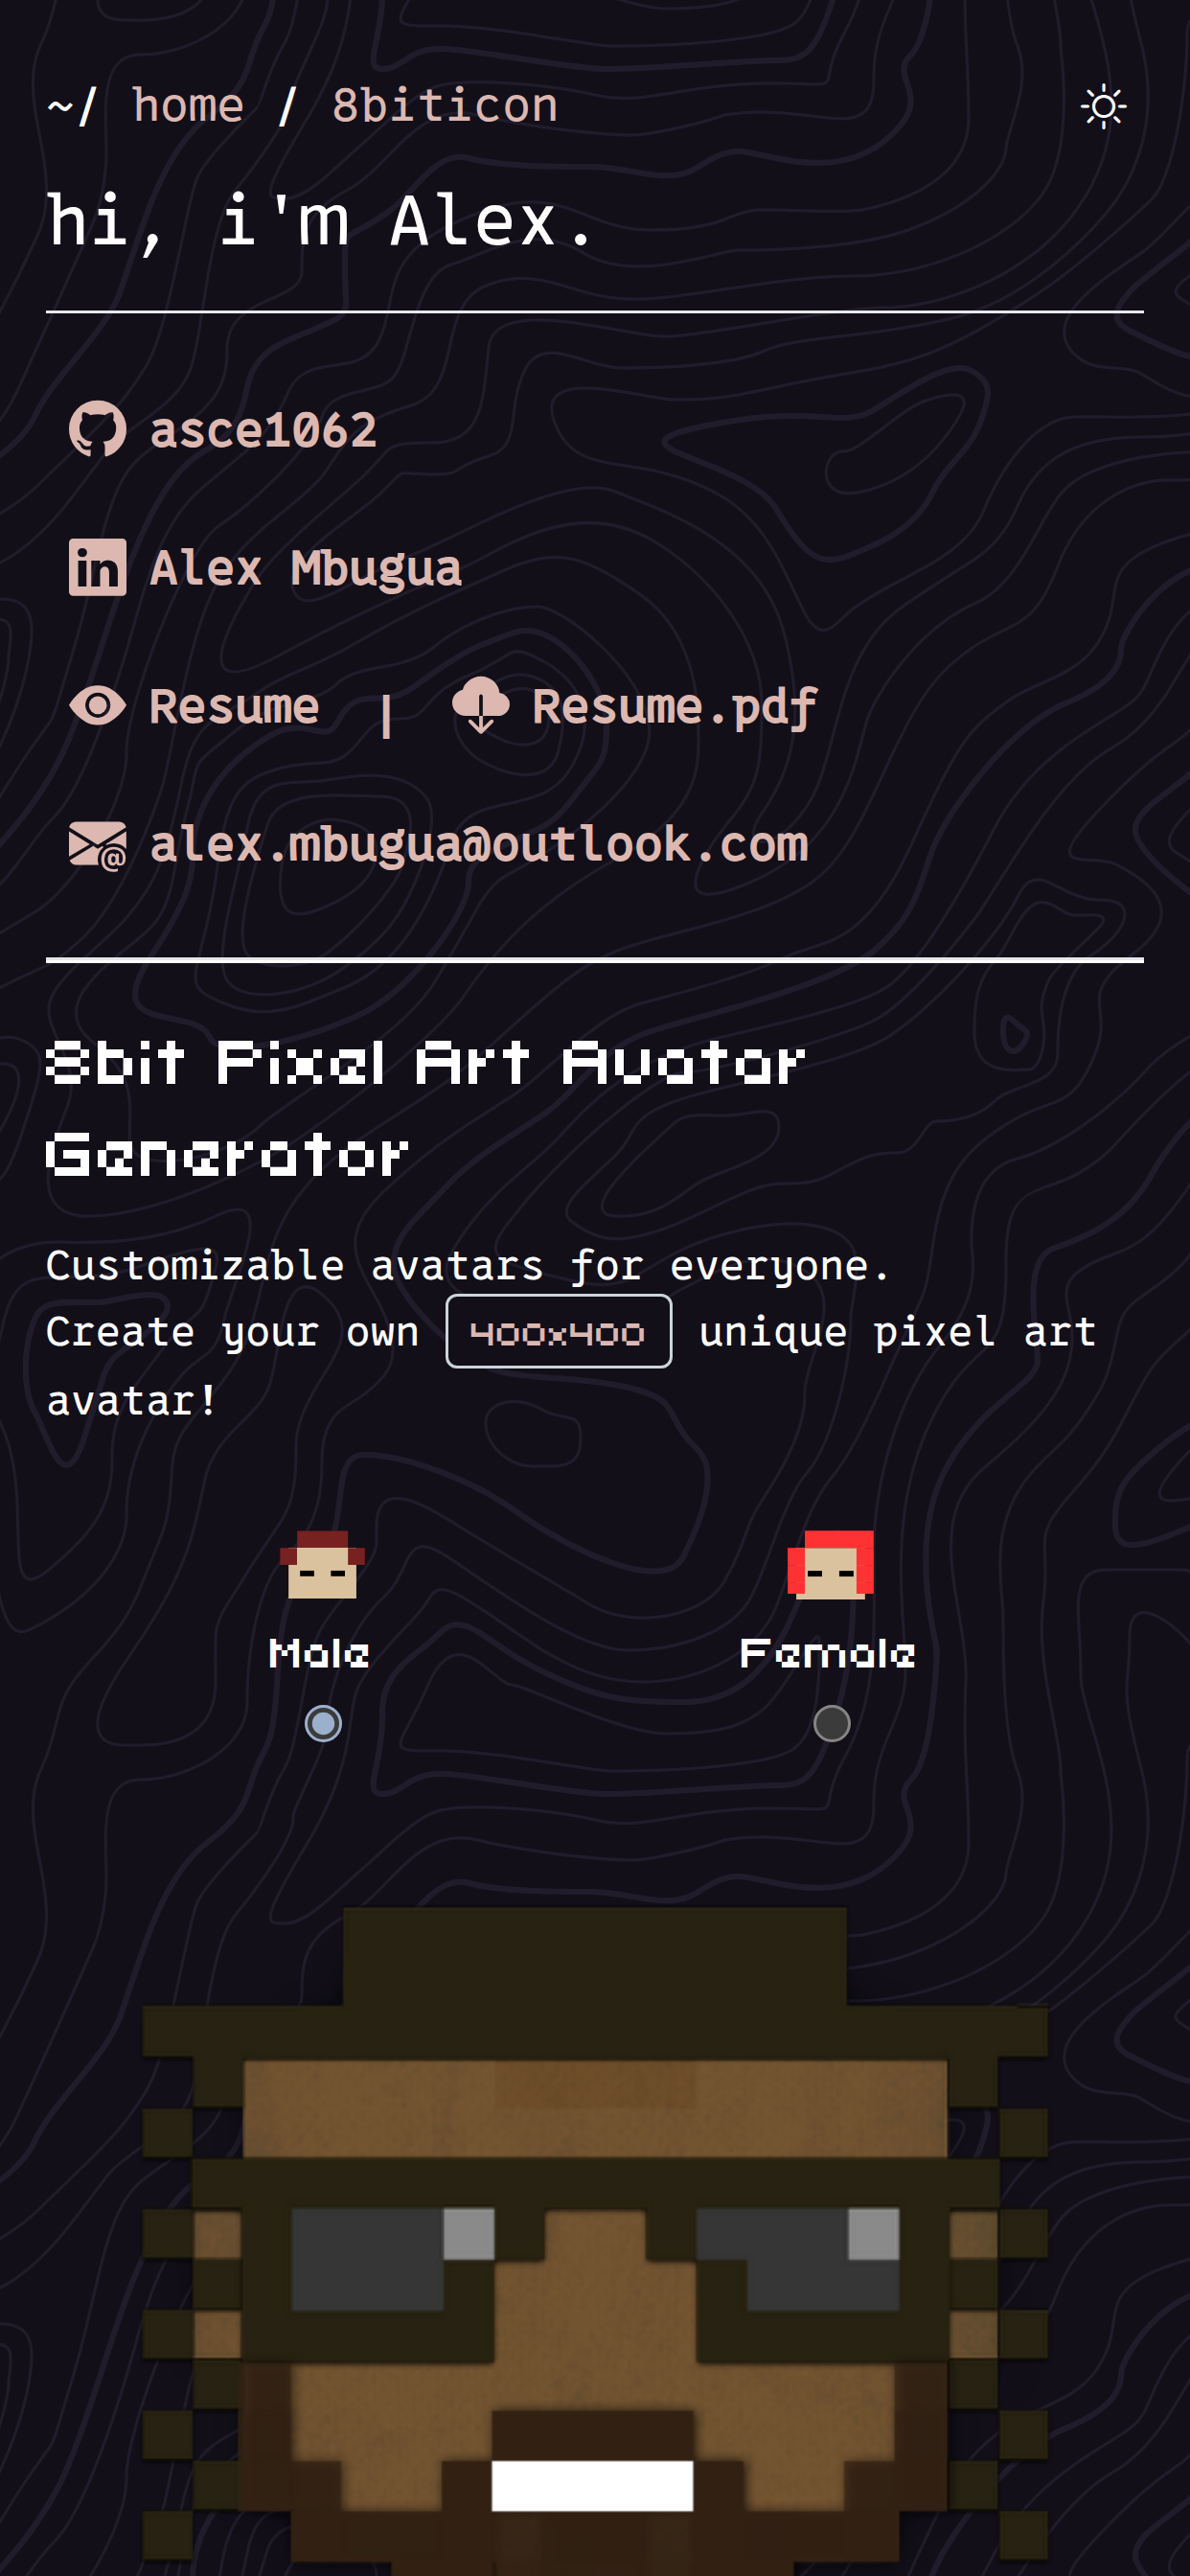 ~/ home / 8biticon
hi, i'm Alex.
asce1062
Alex Mbugua
Resume | Resume.pdf
alex.mbugua@outlook.com
8bit Pixel Art Avatar
Generator
Customizable avatars for everyone.
Create your own 400x400 unique pixel art
avatar!
Male Female